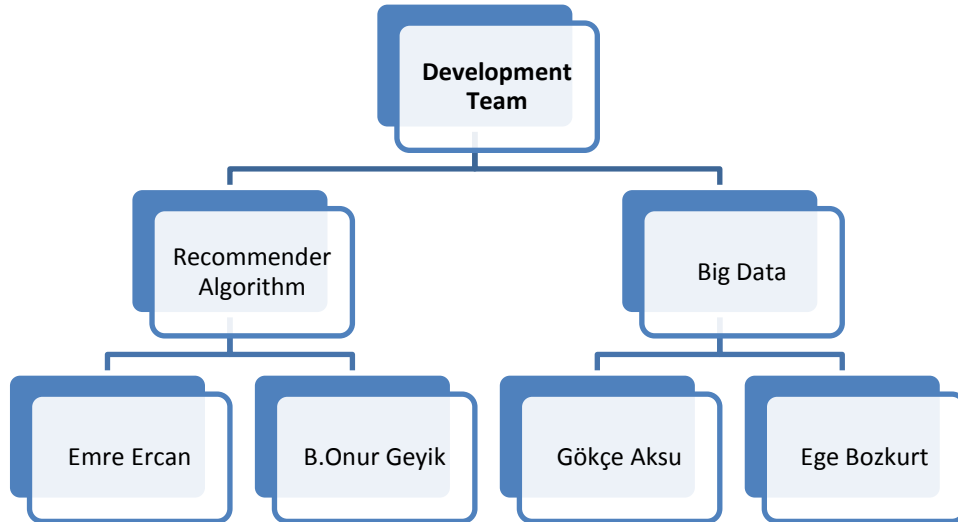 Development
Team
Recommender
Algorithm
Big Data
Emre Ercan
B.Onur Geyik
Gökçe Aksu
Ege Bozkurt